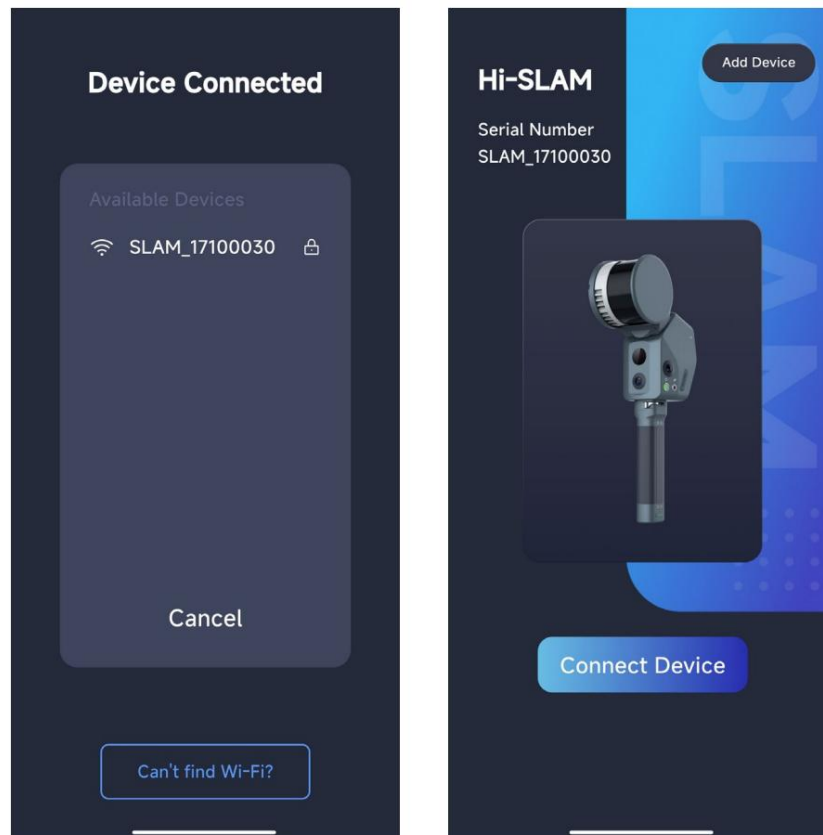 Device Connected
Available Devices
SLAM_17100030
Cancel
Can't find Wi-Fi?
Hi-SLAM
Add Device
Serial Number
SLAM_17100030
SLAM
Connect Device